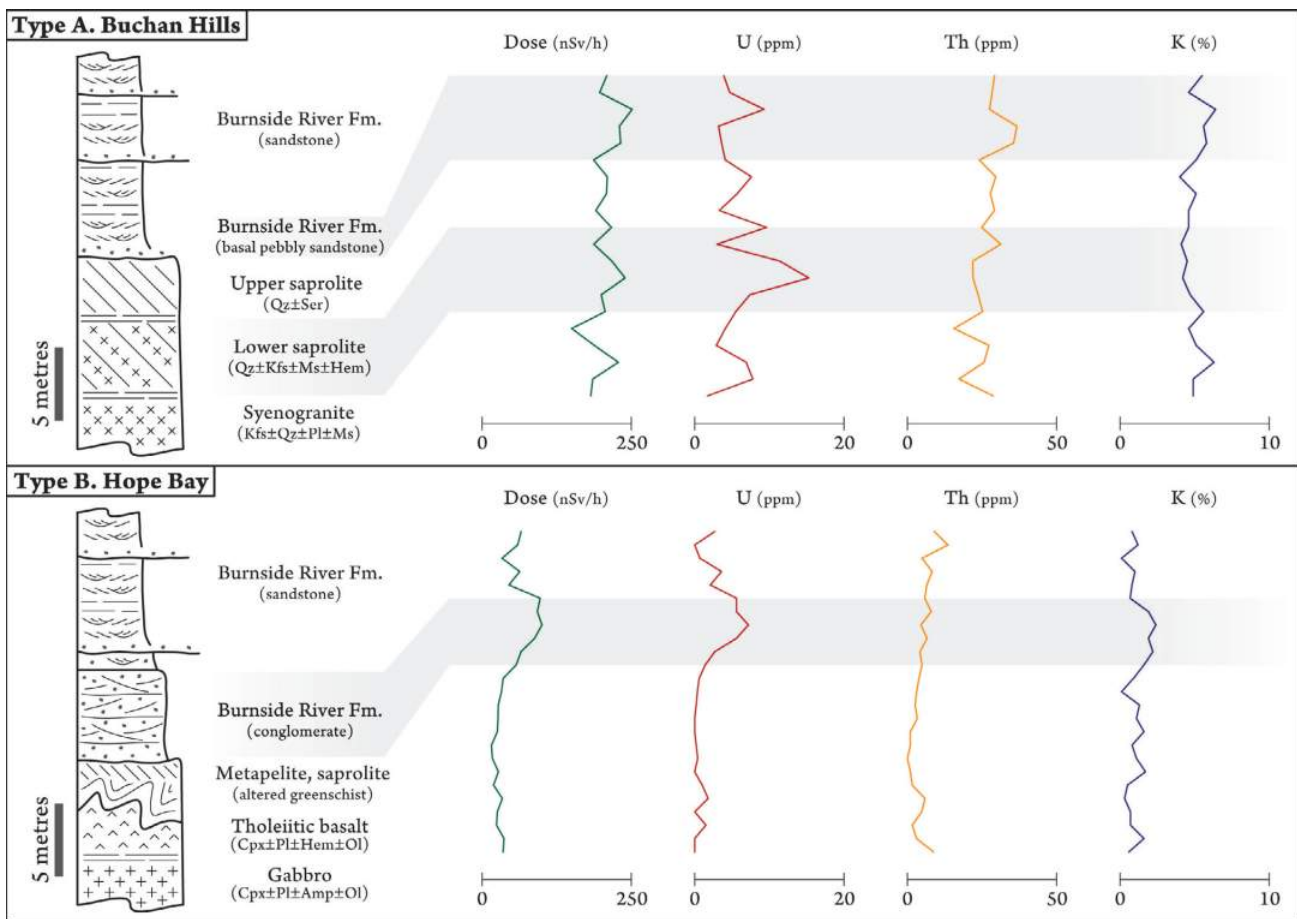 Type A. Buchan Hills
Dose (nSv/h) U (ppm) Th (ppm) K (%)
Burnside River Fm.
(sandstone)
Burnside River Fm.
(basal pebbly sandstone)
Upper saprolite
(Qz±Ser)
Lower saprolite
(Qz±Kfs±Ms±Hem)
Syenogranite
(Kfs±Qz±Pl±Ms)
5 metres
0 250 0 20 0 50 0 10
Type B. Hope Bay
Dose (nSv/h) U (ppm) Th (ppm) K (%)
Burnside River Fm.
(sandstone)
Burnside River Fm.
(conglomerate)
Metapelite, saprolite
(altered greenschist)
Tholeiitic basalt
(Cpx±Pl±Hem±Ol)
Gabbro
(Cpx±Pl±Amp±Ol)
5 metres
0 250 0 20 0 50 0 10